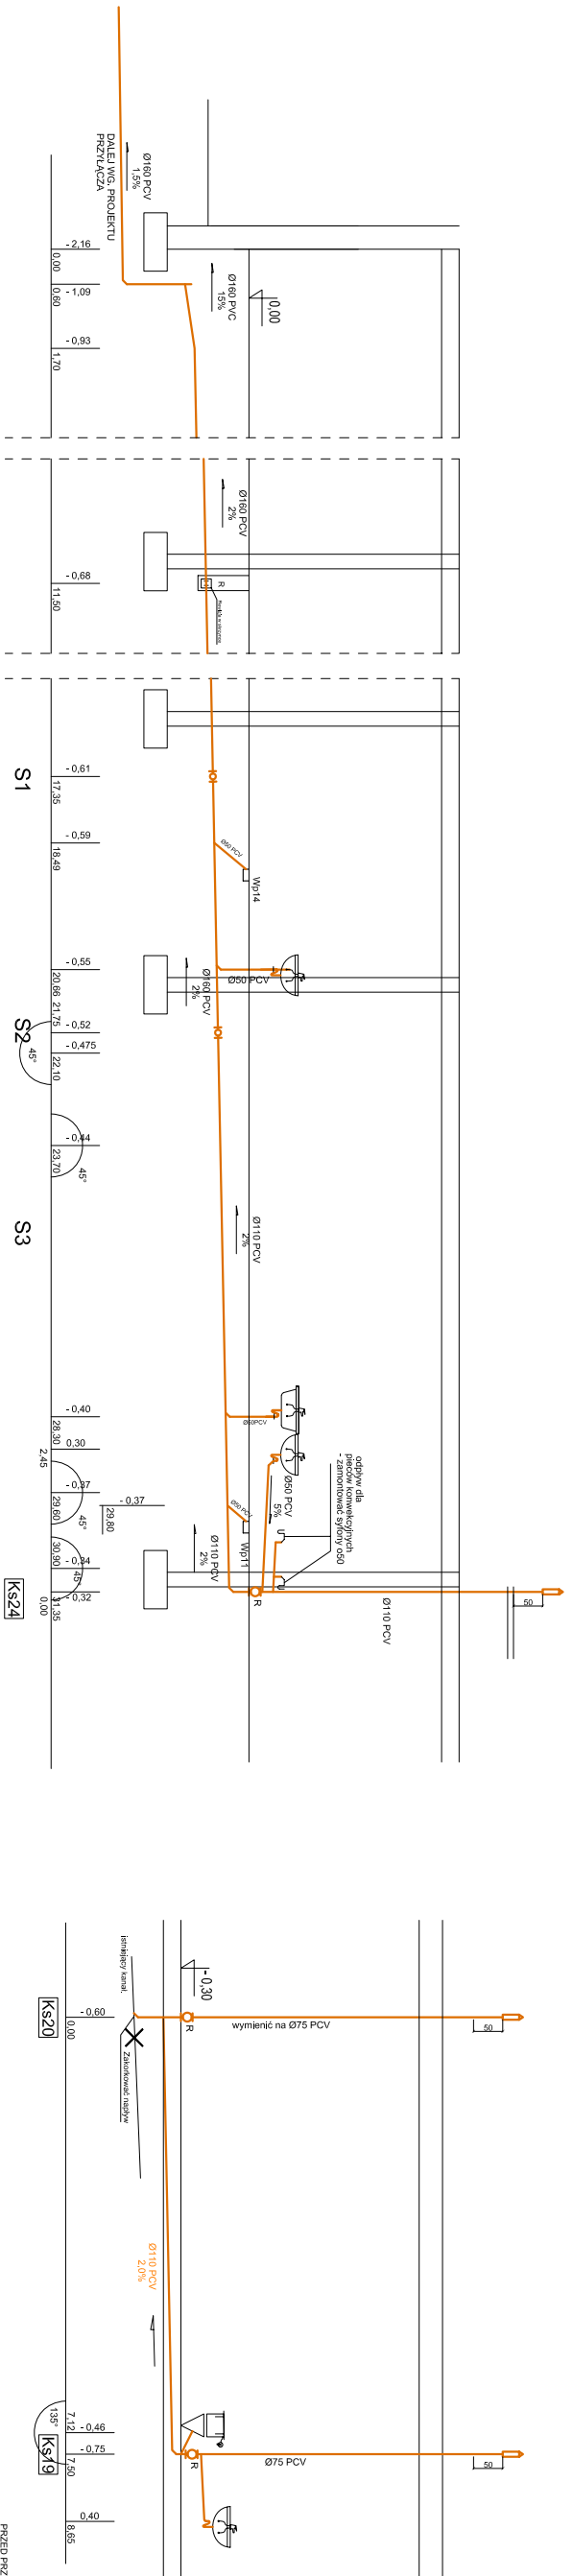 DALEJ WG. PROJEKTU
PRZYŁĄCZA
Ø160 PCV
1,5%
- 2,16
0,00
- 1,09
0,60
- 0,93
1,70
Ø160 PVC
15%
0,00
Ø160 PCV
2%
- 0,68
11,50
R
- 0,61
17,35
S1
- 0,59
18,49
Ø50 PCV
Wp14
- 0,55
20,66
Ø50 PCV
Ø160 PCV
2%
21,75
- 0,52
S2
- 0,475
22,10
45°
- 0,44
23,70
45°
S3
Ø110 PCV
2%
- 0,40
28,30
0,30
2,45
- 0,37
29,60
45°
- 0,37
29,80
30,90
- 0,34
45°
- 0,32
31,35
0,00
Ks24
Ø50 PCV
Wp11
Ø50 PCV
5%
Ø110 PCV
2%
odpływ dla
pieców konwekcyjnych
- zamontować syfony o50
R
Ø110 PCV
50
istniejący kanał.
Zakorkować napływ
- 0,30
- 0,60
0,00
Ks20
R
wymienić na Ø75 PCV
50
Ø110 PCV
2,0%
135°
7,12
- 0,46
- 0,75
7,50
Ks19
R
Ø75 PCV
50
0,40
8,65
PRZED PRZ